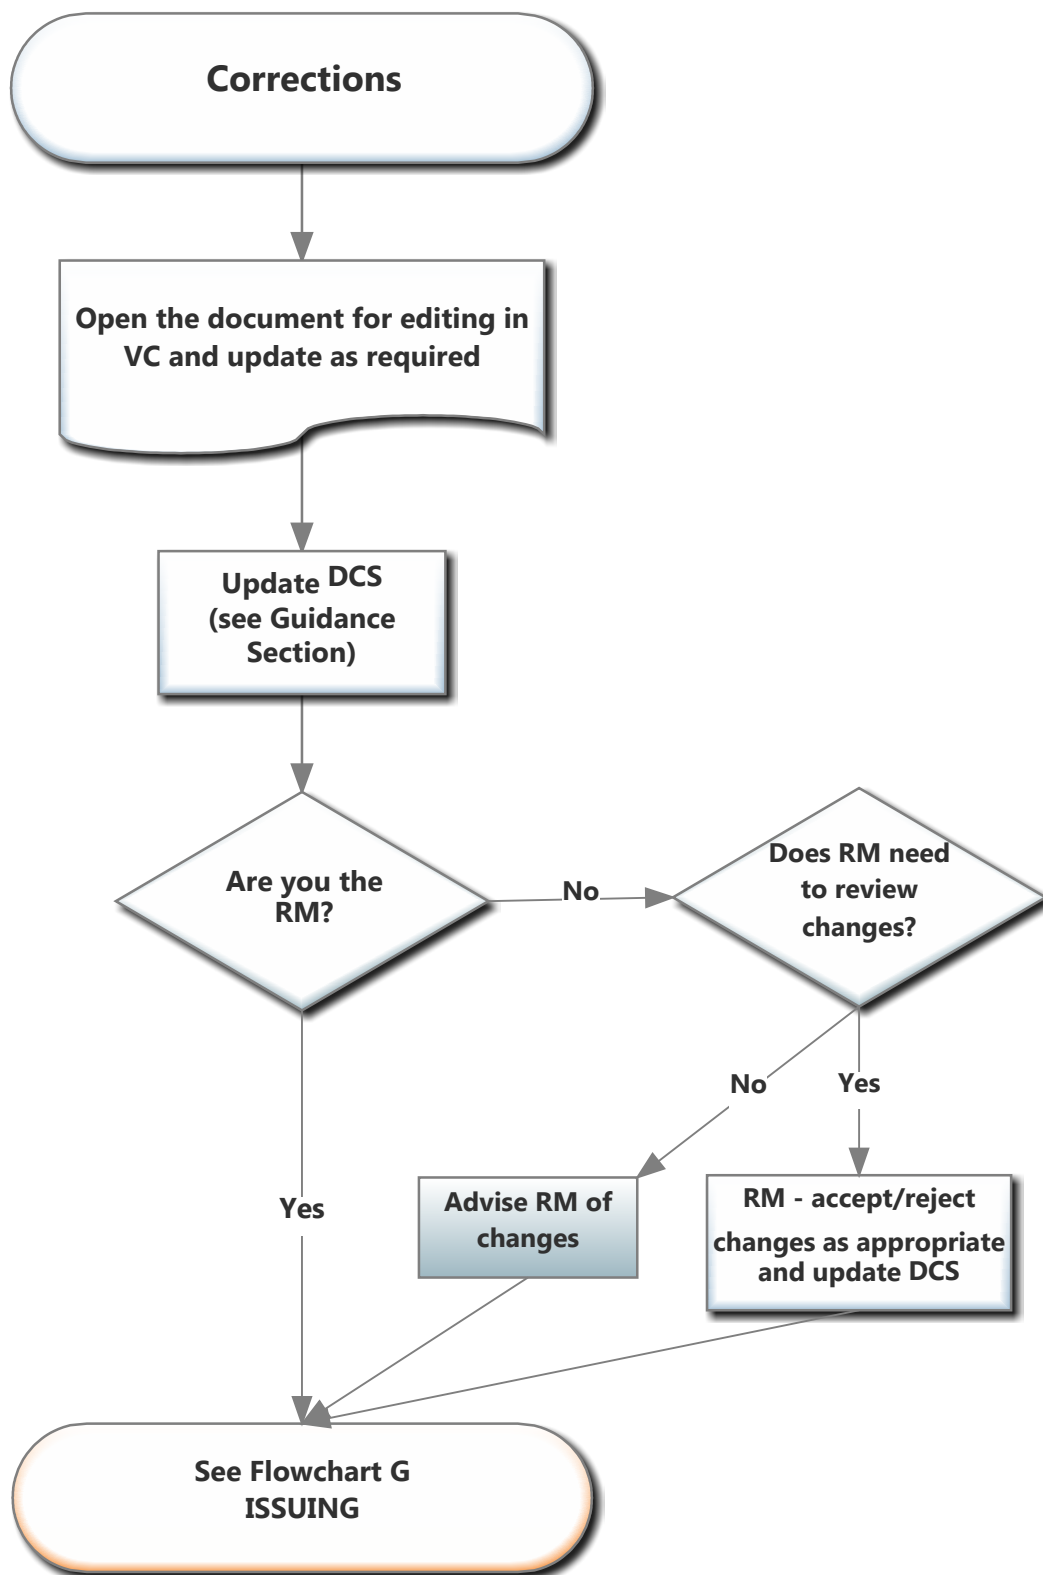 Corrections
Open the document for editing in
VC and update as required
Update DCS
(see Guidance
Section)
Are you the
RM?
No
Does RM need
to review
changes?
No
Yes
Yes
Advise RM of
changes
RM - accept/reject
changes as appropriate
and update DCS
See Flowchart G
ISSUING